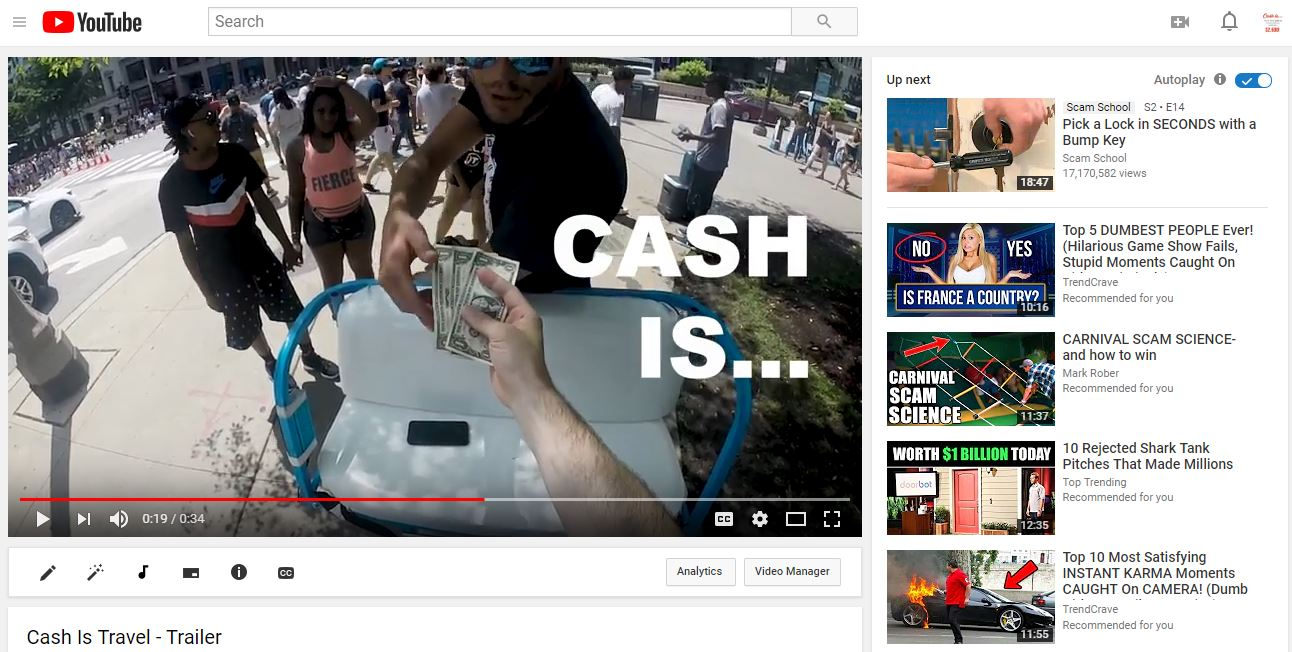 YouTube
Search
FIERCE
CASH
IS...
0:19 / 0:34
CC
CC
Analytics
Video Manager
Cash Is Travel - Trailer
Up next
Autoplay
18:47
Scam School S2 • E14
Pick a Lock in SECONDS with a
Bump Key
Scam School
17,170,582 views
NO
YES
IS FRANCE A COUNTRY?
10:16
Top 5 DUMBEST PEOPLE Ever!
(Hilarious Game Show Fails,
Stupid Moments Caught On
TrendCrave
Recommended for you
CARNIVAL
SCAM
SCIENCE
11:37
CARNIVAL SCAM SCIENCE-
and how to win
Mark Rober
Recommended for you
WORTH $1 BILLION TODAY
doorbot
12:35
10 Rejected Shark Tank
Pitches That Made Millions
Top Trending
Recommended for you
11:55
Top 10 Most Satisfying
INSTANT KARMA Moments
CAUGHT On CAMERA! (Dumb
TrendCrave
Recommended for you